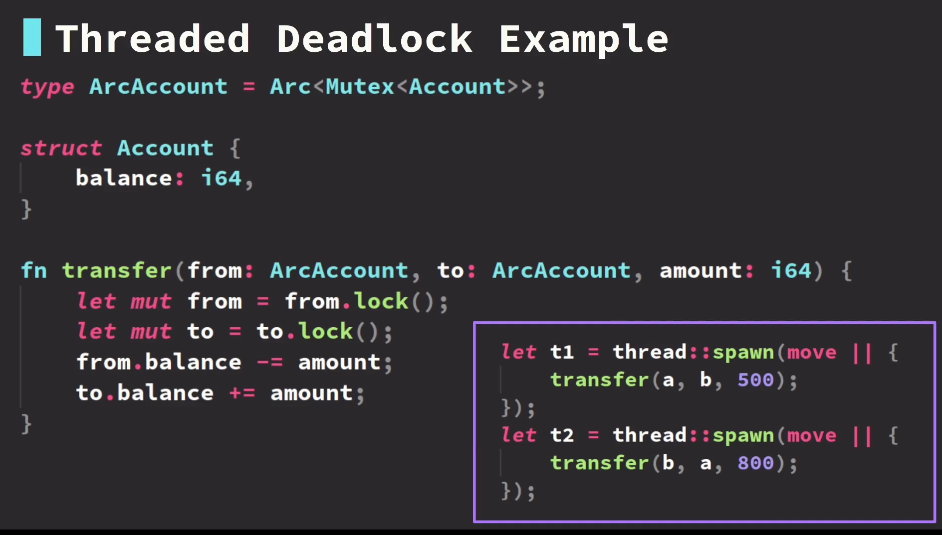 Threaded Deadlock Example
type ArcAccount = Arc<Mutex<Account>>;
struct Account {
    balance: i64,
}
fn transfer(from: ArcAccount, to: ArcAccount, amount: i64) {
    let mut from = from.lock();
    let mut to = to.lock();
    from.balance -= amount;
    to.balance += amount;
}
let t1 = thread::spawn(move || {
    transfer(a, b, 500);
});
let t2 = thread::spawn(move || {
    transfer(b, a, 800);
});